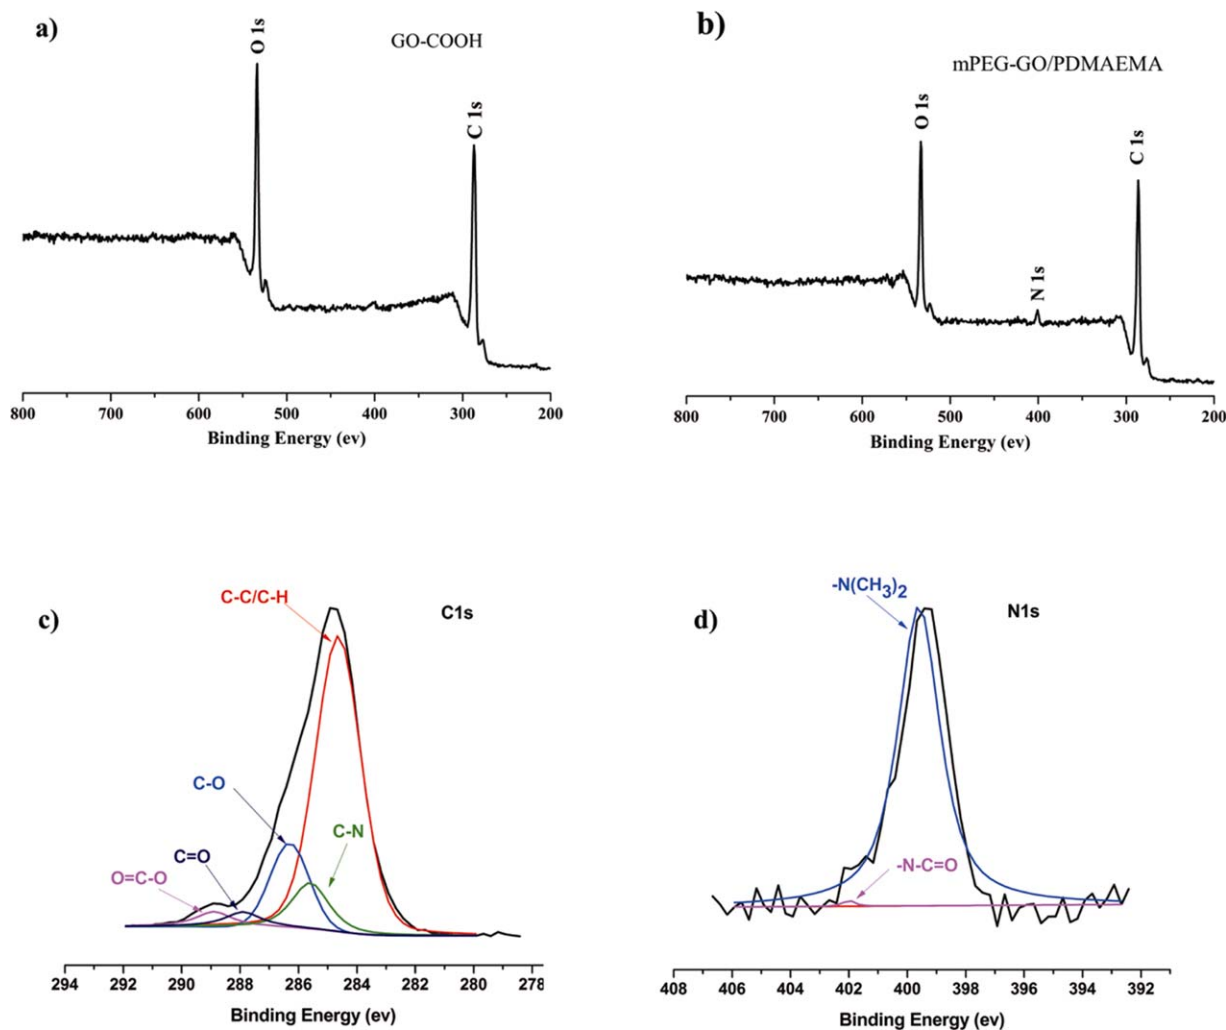 a)
O 1s
GO-COOH
C 1s
800 700 600 500 400 300 200
Binding Energy (ev)
b)
mPEG-GO/PDMAEMA
O 1s
N 1s
C 1s
800 700 600 500 400 300 200
Binding Energy (ev)
c)
C-C/C-H
C1s
C-O
C-N
C=O
O=C-O
294 292 290 288 286 284 282 280 278
Binding Energy (ev)
d)
-N(CH₃)₂
N1s
-N-C=O
408 406 404 402 400 398 396 394 392
Binding Energy (ev)